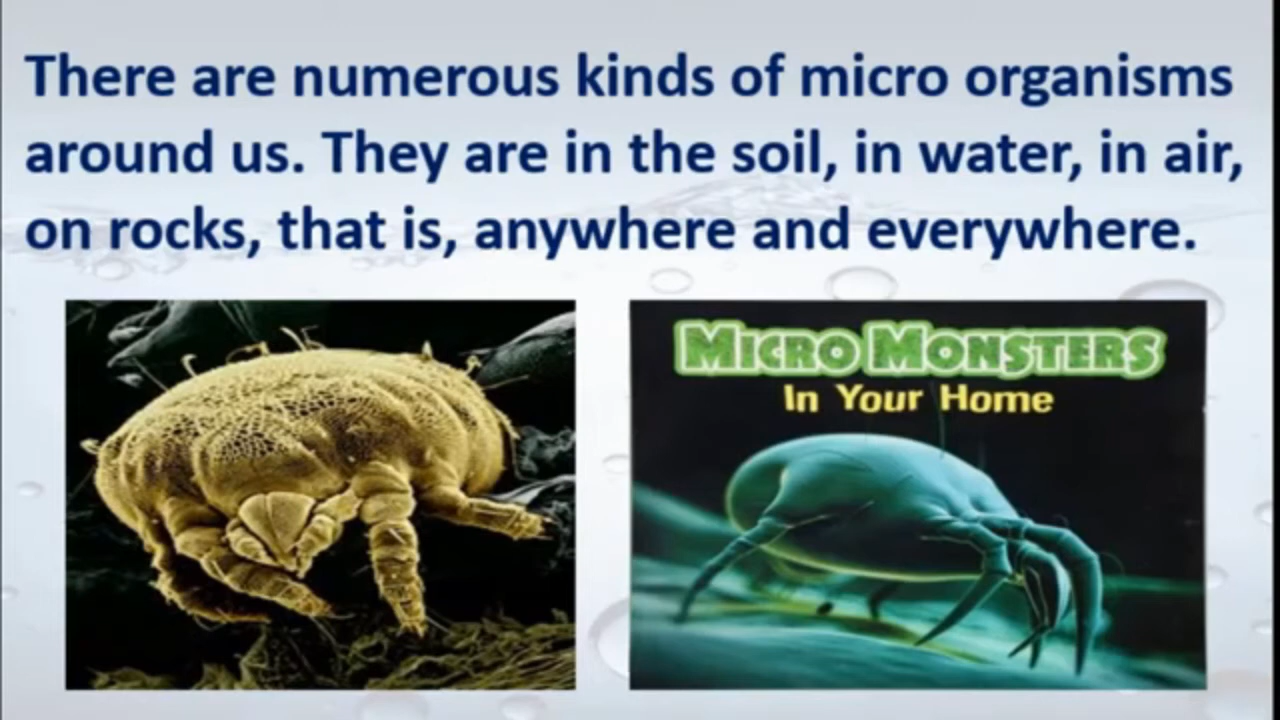 There are numerous kinds of micro organisms
around us. They are in the soil, in water, in air,
on rocks, that is, anywhere and everywhere.
MICRO MONSTERS
In Your Home